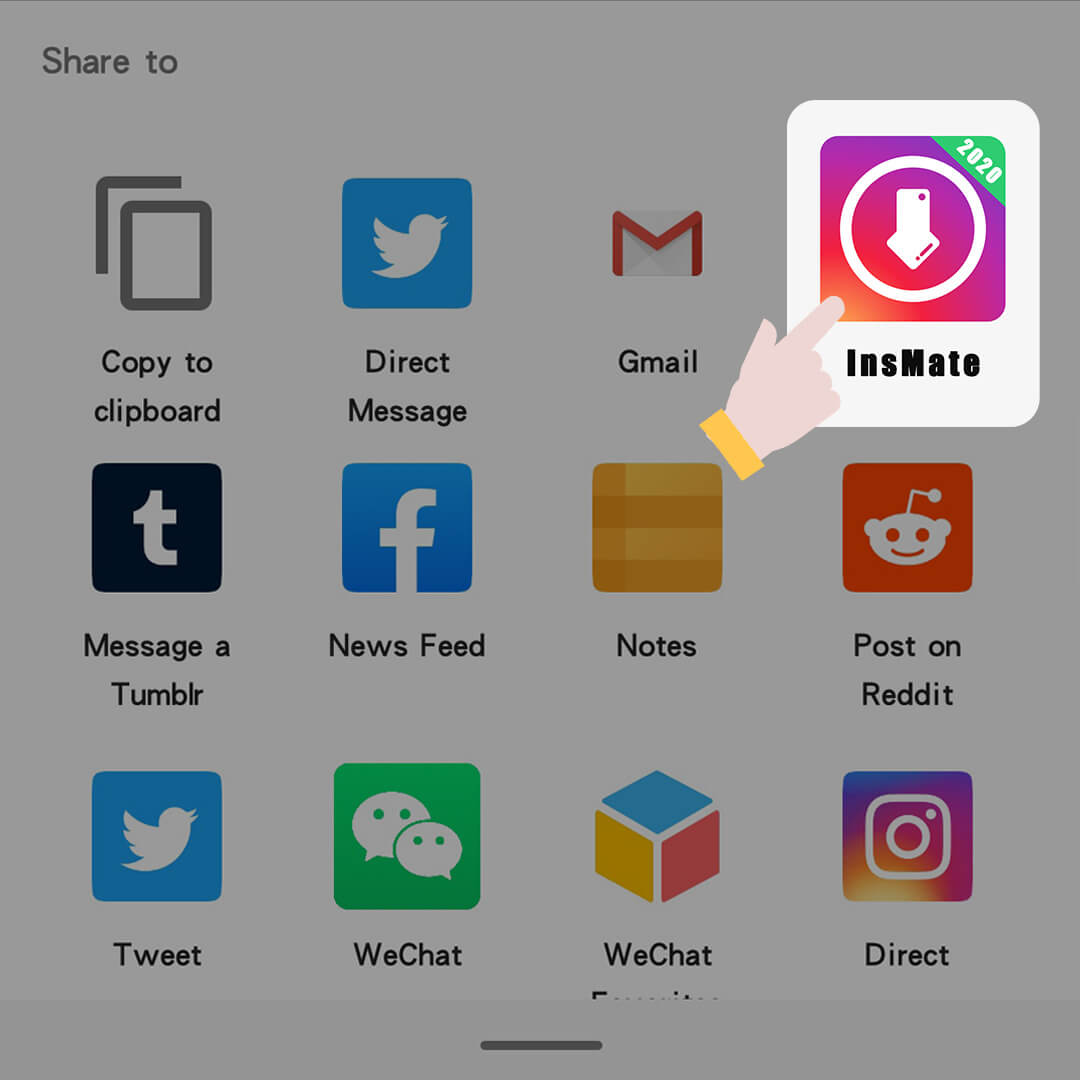 Share to
2020
Copy to
clipboard
Direct
Message
Gmail
InsMate
Message a
Tumblr
News Feed
Notes
Post on
Reddit
Tweet
WeChat
WeChat
Direct